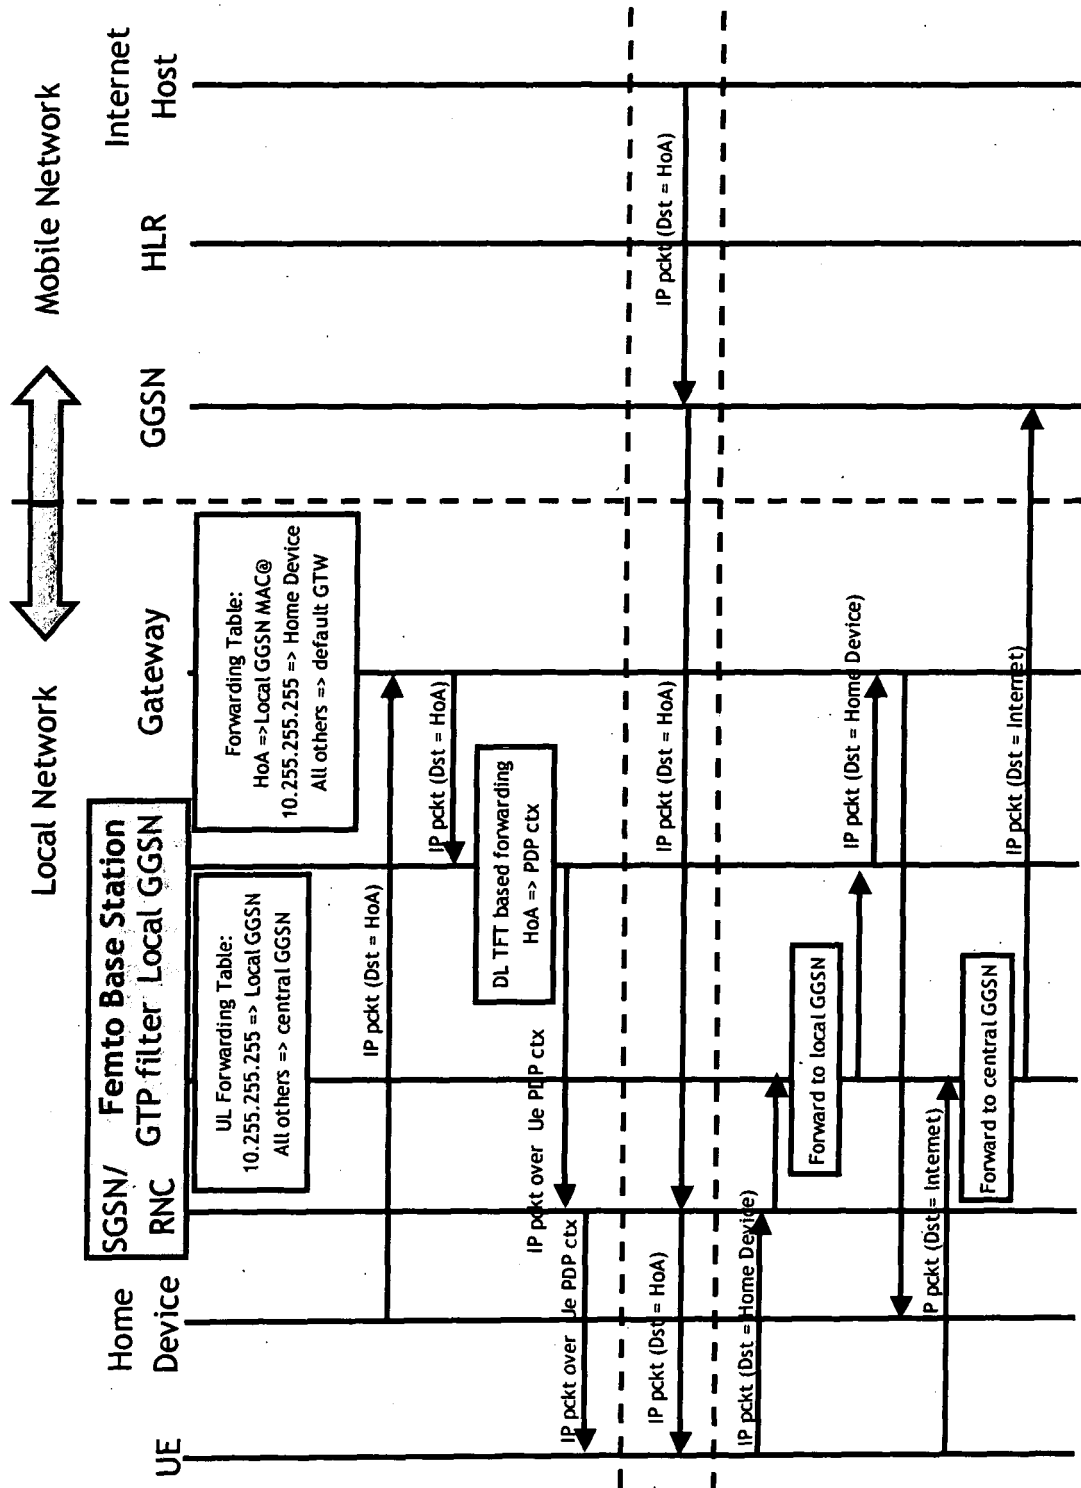 Local Network
Mobile Network
UE
Home
Device
Femto Base Station
SGSN/
RNC
GTP filter
Local GGSN
Gateway
GGSN
HLR
Internet
Host
UL Forwarding Table:
10.255.255.255 => Local GGSN
All others => central GGSN
Forwarding Table:
HoA =>Local GGSN MAC@
10.255.255.255 => Home Device
All others => default GTW
IP pckt (Dst = HoA)
IP pckt (Dst = HoA)
DL TFT based forwarding
HoA => PDP ctx
IP pckt over Ue PDP ctx
IP pckt over Ue PDP ctx
IP pckt (Dst = HoA)
IP pckt (Dst = HoA)
IP pckt (Dst = HoA)
IP pckt (Dst = Home Device)
Forward to local GGSN
IP pckt (Dst = Home Device)
IP pckt (Dst = Internet)
Forward to central GGSN
IP pckt (Dst = Internet)